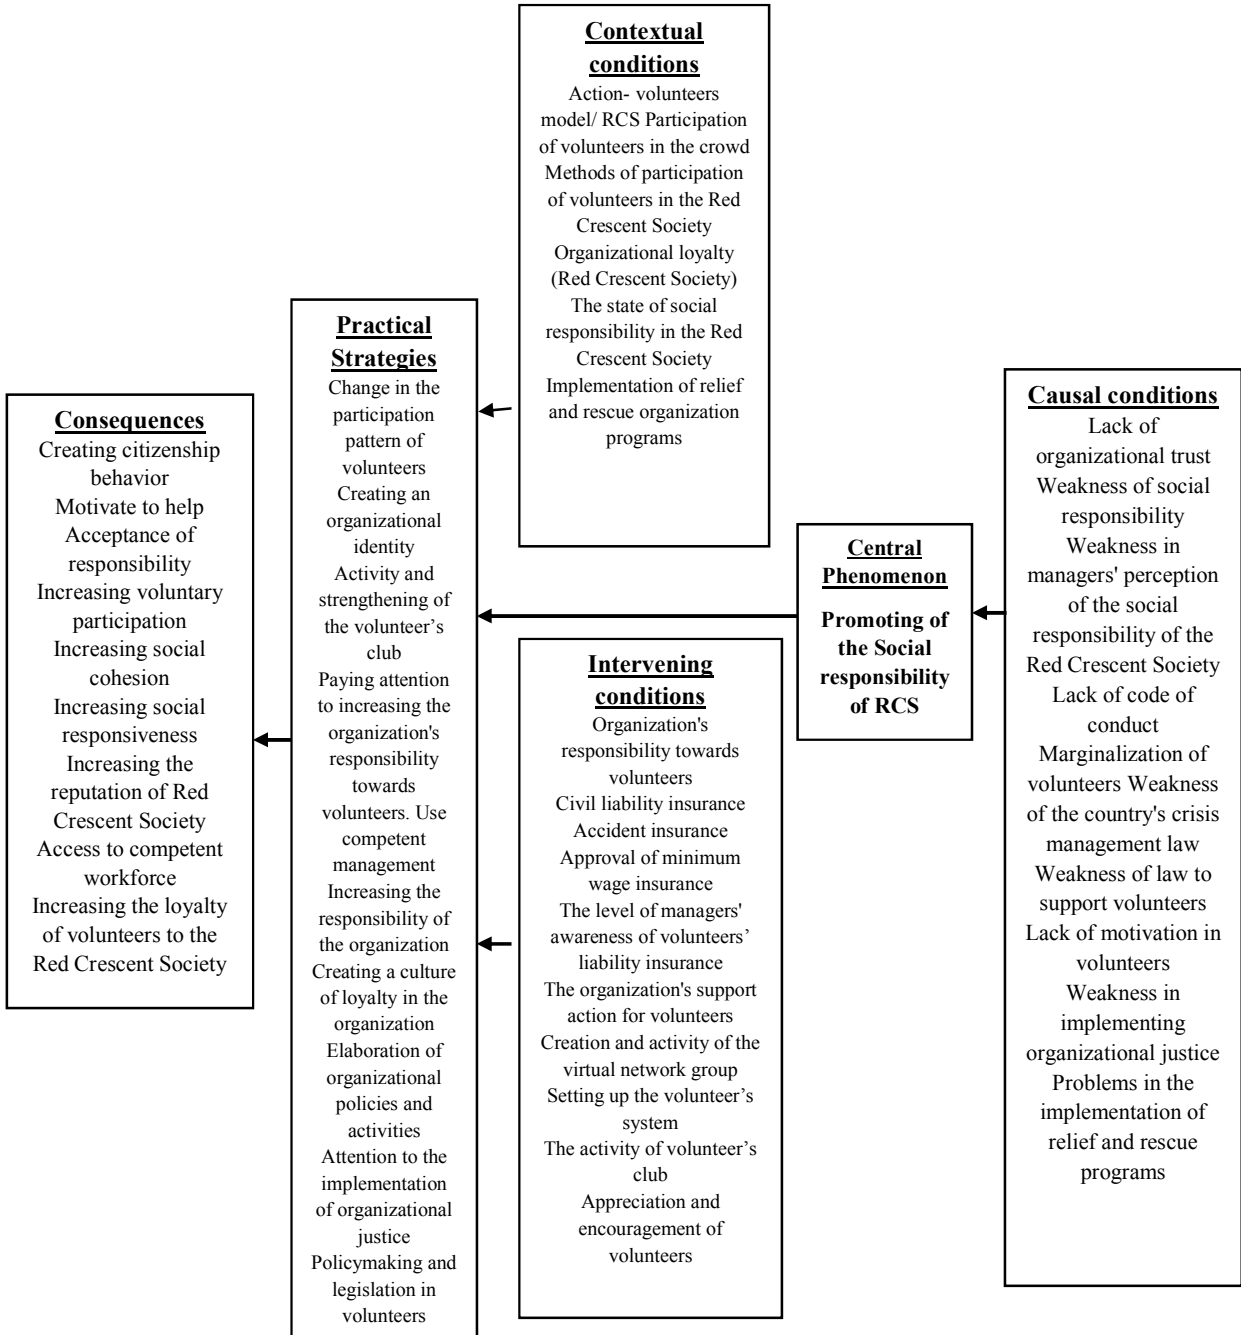 Contextual
conditions
Action- volunteers
model/ RCS Participation
of volunteers in the crowd
Methods of participation
of volunteers in the Red
Crescent Society
Organizational loyalty
(Red Crescent Society)
The state of social
responsibility in the Red
Crescent Society
Implementation of relief
and rescue organization
programs
Practical
Strategies
Change in the
participation
pattern of
volunteers
Creating an
organizational
identity
Activity and
strengthening of
the volunteer’s
club
Paying attention
to increasing the
organization's
responsibility
towards
volunteers. Use
competent
management
Increasing the
responsibility of
the organization
Creating a culture
of loyalty in the
organization
Elaboration of
organizational
policies and
activities
Attention to the
implementation
of organizational
justice
Policymaking and
legislation in
volunteers
Consequences
Creating citizenship
behavior
Motivate to help
Acceptance of
responsibility
Increasing voluntary
participation
Increasing social
cohesion
Increasing social
responsiveness
Increasing the
reputation of Red
Crescent Society
Access to competent
workforce
Increasing the loyalty
of volunteers to the
Red Crescent Society
Central
Phenomenon
Promoting of
the Social
responsibility
of RCS
Intervening
conditions
Organization's
responsibility towards
volunteers
Civil liability insurance
Accident insurance
Approval of minimum
wage insurance
The level of managers'
awareness of volunteers’
liability insurance
The organization's support
action for volunteers
Creation and activity of the
virtual network group
Setting up the volunteer’s
system
The activity of volunteer’s
club
Appreciation and
encouragement of
volunteers
Causal conditions
Lack of
organizational trust
Weakness of social
responsibility
Weakness in
managers' perception
of the social
responsibility of the
Red Crescent Society
Lack of code of
conduct
Marginalization of
volunteers Weakness
of the country's crisis
management law
Weakness of law to
support volunteers
Lack of motivation in
volunteers
Weakness in
implementing
organizational justice
Problems in the
implementation of
relief and rescue
programs